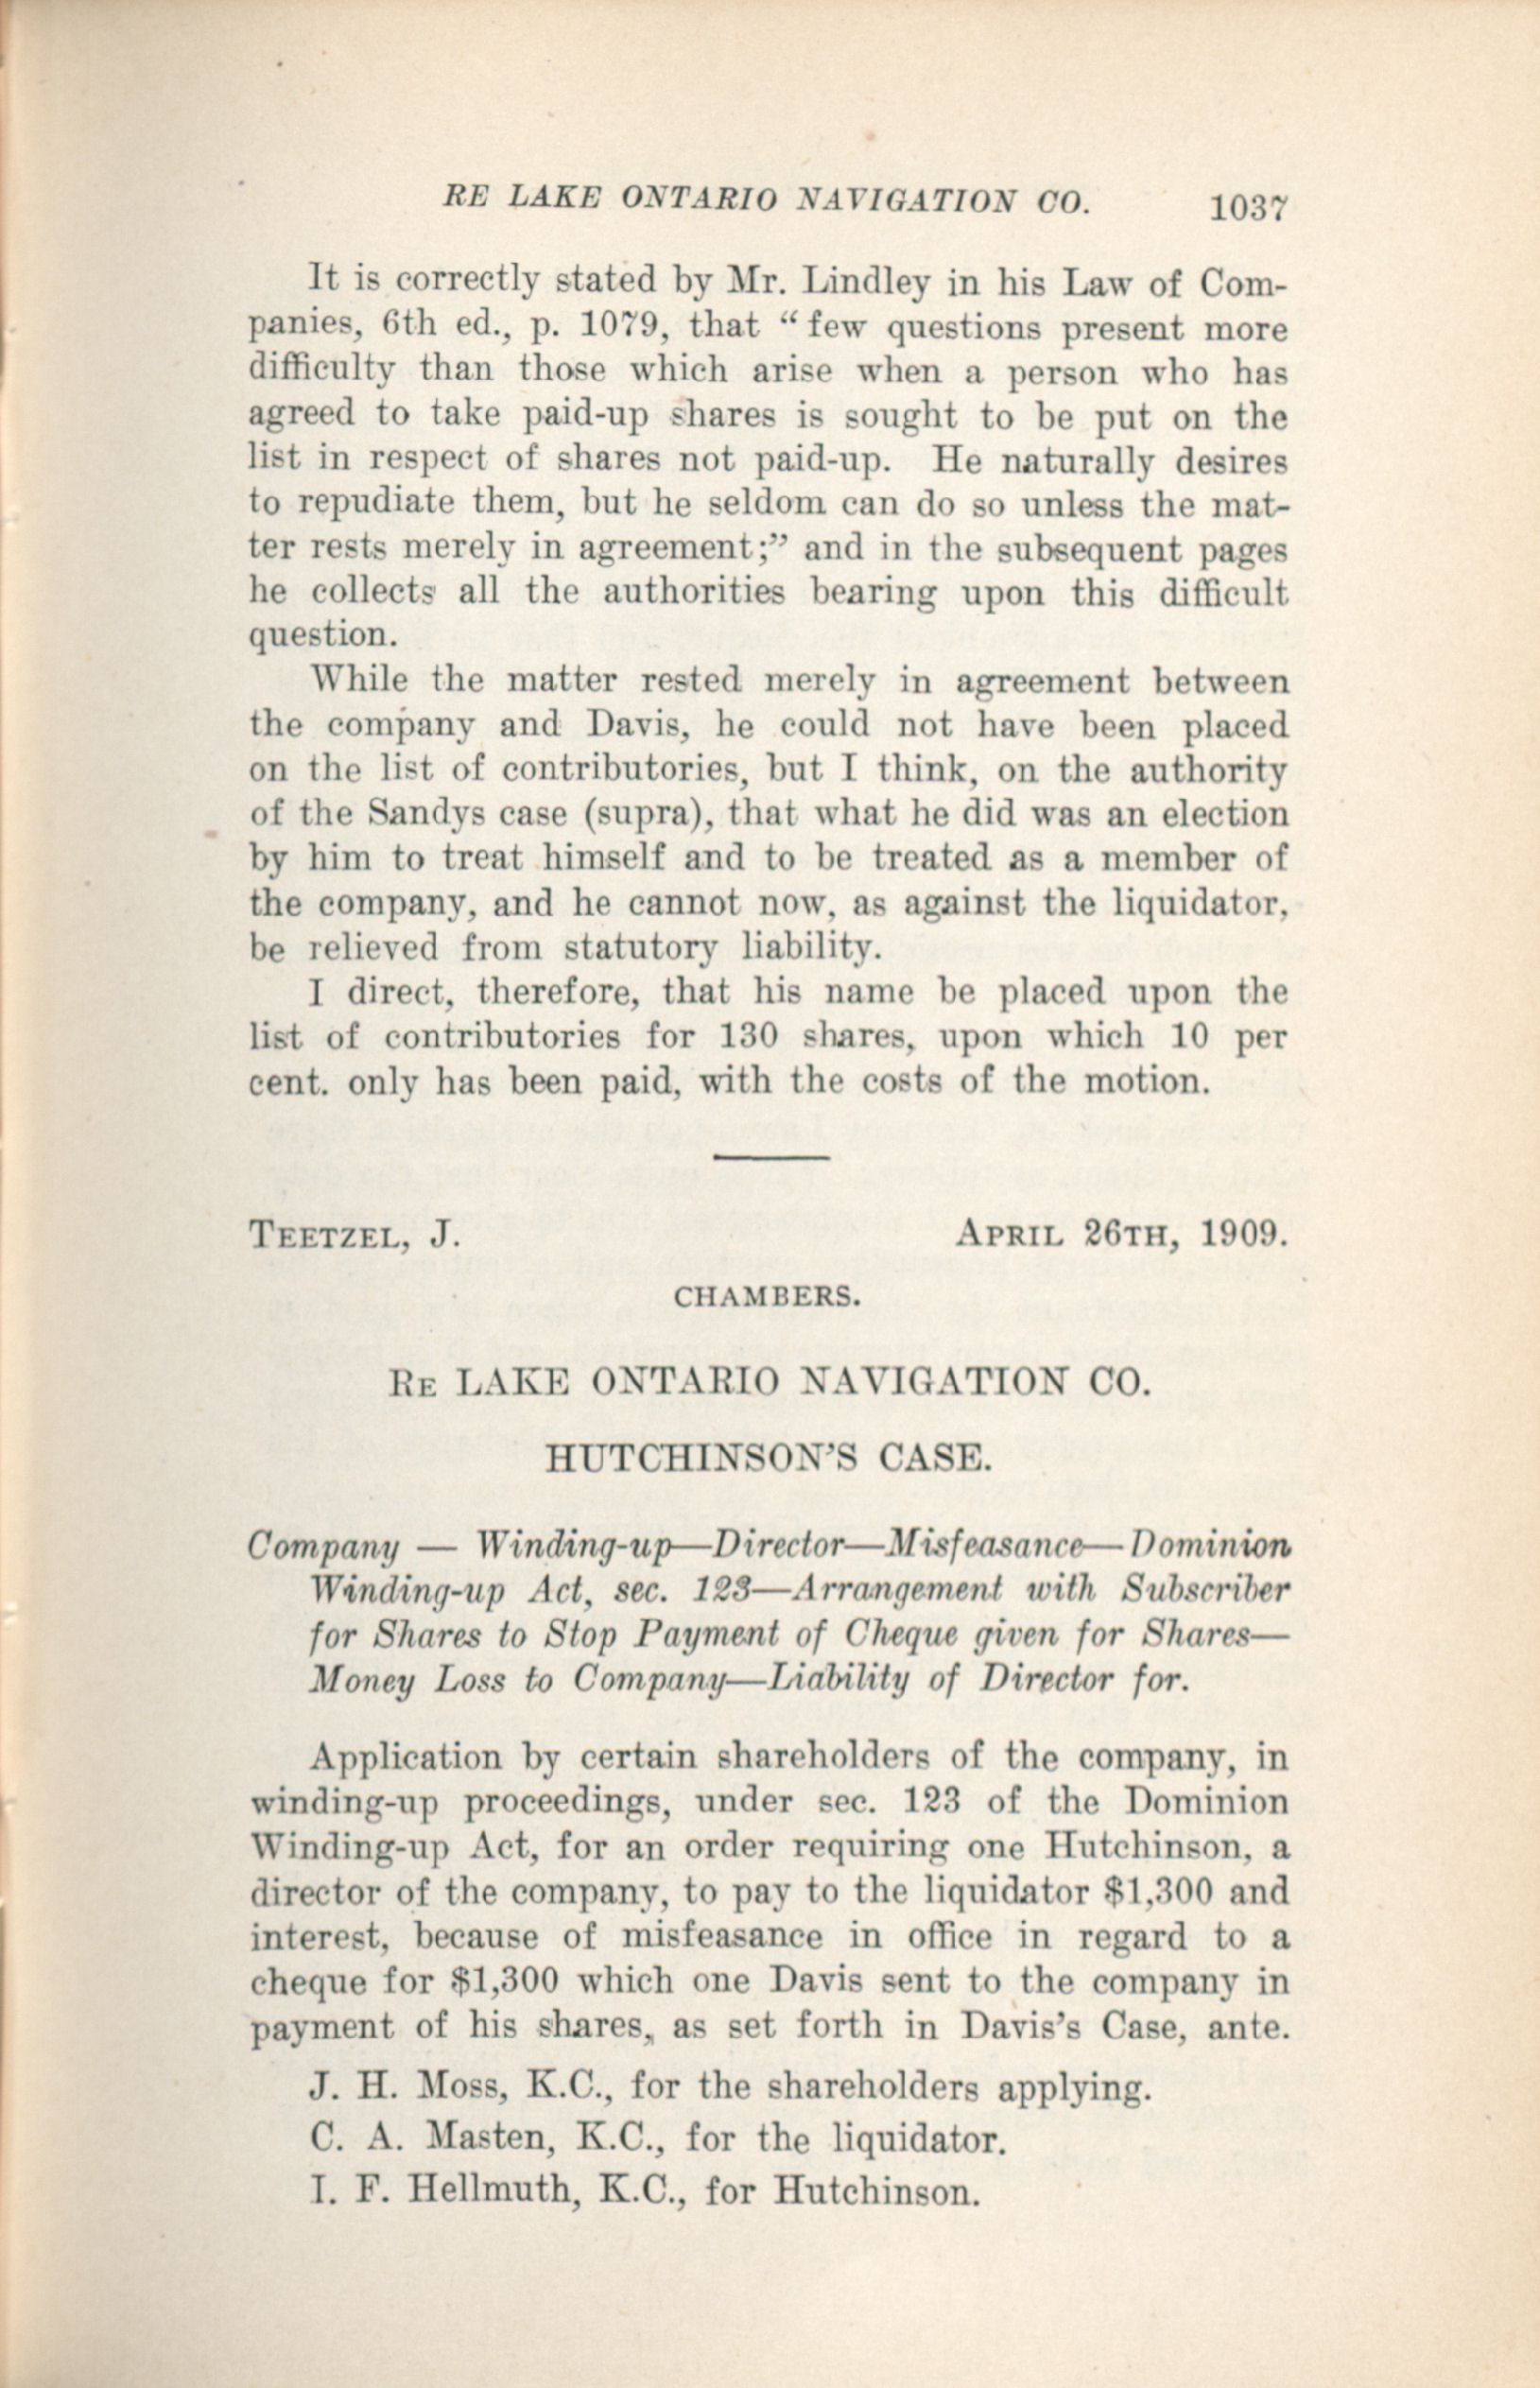 RE LAKE ONTARIO NAVIGATION CO. 1037
It is correctly stated by Mr. Lindley in his Law of Com-
panies, 6th ed., p. 1079, that “few questions present more
difficulty than those which arise when a person who has
agreed to take paid-up shares is sought to be put on the
list in respect of shares not paid-up. He naturally desires
to repudiate them, but he seldom can do so unless the mat-
ter rests merely in agreement;” and in the subsequent pages
he collects all the authorities bearing upon this difficult
question.
While the matter rested merely in agreement between
the company and Davis, he could not have been placed
on the list of contributories, but I think, on the authority
of the Sandys case (supra), that what he did was an election
by him to treat himself and to be treated as a member of
the company, and he cannot now, as against the liquidator,
be relieved from statutory liability.
I direct, therefore, that his name be placed upon the
list of contributories for 130 shares, upon which 10 per
cent. only has been paid, with the costs of the motion.
TEETZEL, J. APRIL 26TH, 1909.
CHAMBERS.
RE LAKE ONTARIO NAVIGATION CO.
HUTCHINSON'S CASE.
Company — Winding-up—Director—Misfeasance—Dominion
Winding-up Act, sec. 123—Arrangement with Subscriber
for Shares to Stop Payment of Cheque given for Shares—
Money Loss to Company—Liability of Director for.
Application by certain shareholders of the company, in
winding-up proceedings, under sec. 123 of the Dominion
Winding-up Act, for an order requiring one Hutchinson, a
director of the company, to pay to the liquidator $1,300 and
interest, because of misfeasance in office in regard to a
cheque for $1,300 which one Davis sent to the company in
payment of his shares, as set forth in Davis's Case, ante.
J. H. Moss, K.C., for the shareholders applying.
C. A. Masten, K.C., for the liquidator.
I. F. Hellmuth, K.C., for Hutchinson.